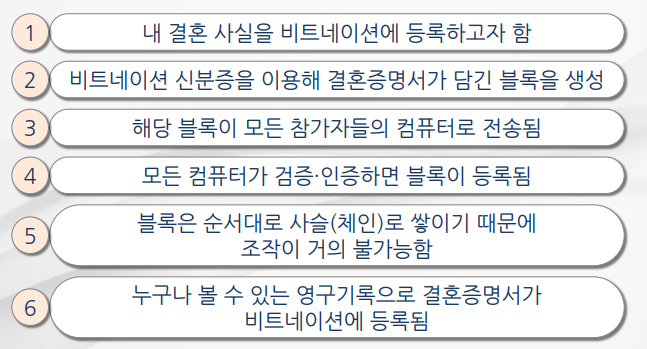 1 내 결혼 사실을 비트네이션에 등록하고자 함
2 비트네이션 신분증을 이용해 결혼증명서가 담긴 블록을 생성
3 해당 블록이 모든 참가자들의 컴퓨터로 전송됨
4 모든 컴퓨터가 검증·인증하면 블록이 등록됨
5 블록은 순서대로 사슬(체인)로 쌓이기 때문에
조작이 거의 불가능함
6 누구나 볼 수 있는 영구기록으로 결혼증명서가
비트네이션에 등록됨